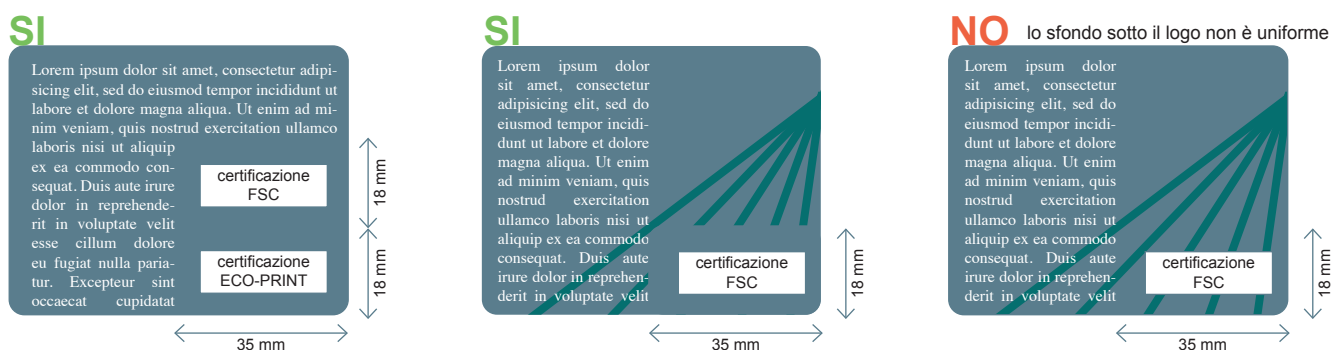 SI
Lorem ipsum dolor sit amet, consectetur adipi-
sicing elit, sed do eiusmod tempor incididunt ut
labore et dolore magna aliqua. Ut enim ad mi-
nim veniam, quis nostrud exercitation ullamco
laboris nisi ut aliquip
ex ea commodo con-
sequat. Duis aute irure
dolor in reprehende-
rit in voluptate velit
esse cillum dolore
eu fugiat nulla paria-
tur. Excepteur sint
occaecat cupidatat
certificazione
FSC
certificazione
ECO-PRINT
18 mm
18 mm
35 mm
SI
Lorem ipsum dolor
sit amet, consectetur
adipisicing elit, sed do
eiusmod tempor incidi-
dunt ut labore et dolore
magna aliqua. Ut enim
ad minim veniam, quis
nostrud exercitation
ullamco laboris nisi ut
aliquip ex ea commodo
consequat. Duis aute
irure dolor in reprehen-
derit in voluptate velit
certificazione
FSC
18 mm
35 mm
NO lo sfondo sotto il logo non è uniforme
Lorem ipsum dolor
sit amet, consectetur
adipisicing elit, sed do
eiusmod tempor incidi-
dunt ut labore et dolore
magna aliqua. Ut enim
ad minim veniam, quis
nostrud exercitation
ullamco laboris nisi ut
aliquip ex ea commodo
consequat. Duis aute
irure dolor in reprehen-
derit in voluptate velit
certificazione
FSC
18 mm
35 mm